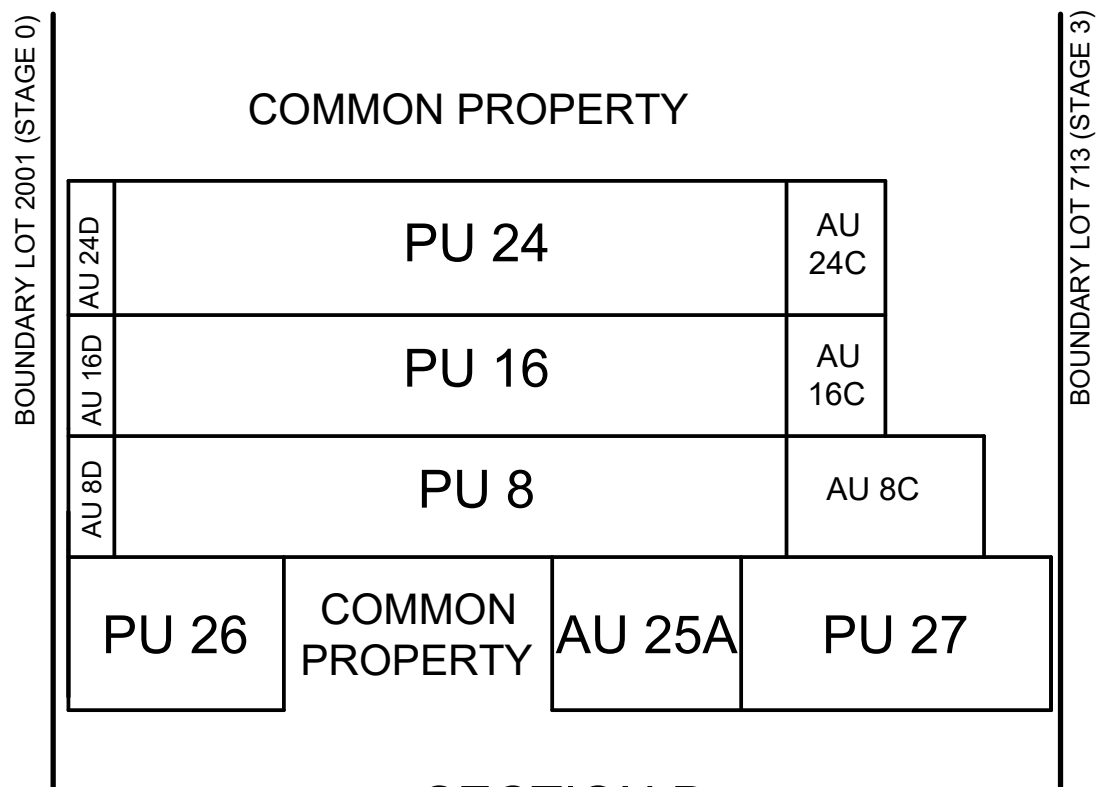 BOUNDARY LOT 2001 (STAGE 0)
BOUNDARY LOT 713 (STAGE 3)
COMMON PROPERTY
AU 24D
PU 24
AU
24C
AU 16D
PU 16
AU
16C
AU 8D
PU 8
AU 8C
PU 26
COMMON
PROPERTY
AU 25A
PU 27